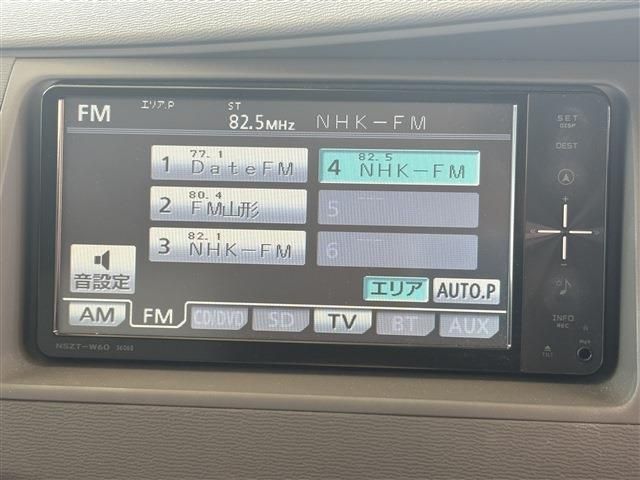 FM エリア.P ST 82.5MHz NHK-FM
1 77.1 DateFM
2 80.4 FM山形
3 82.1 NHK-FM
4 82.5 NHK-FM
5
6
音設定
エリア AUTO.P
AM FM CD/DVD SD TV BT AUX
NSZT-W60
SET
DISP
DEST
INFO
TILT